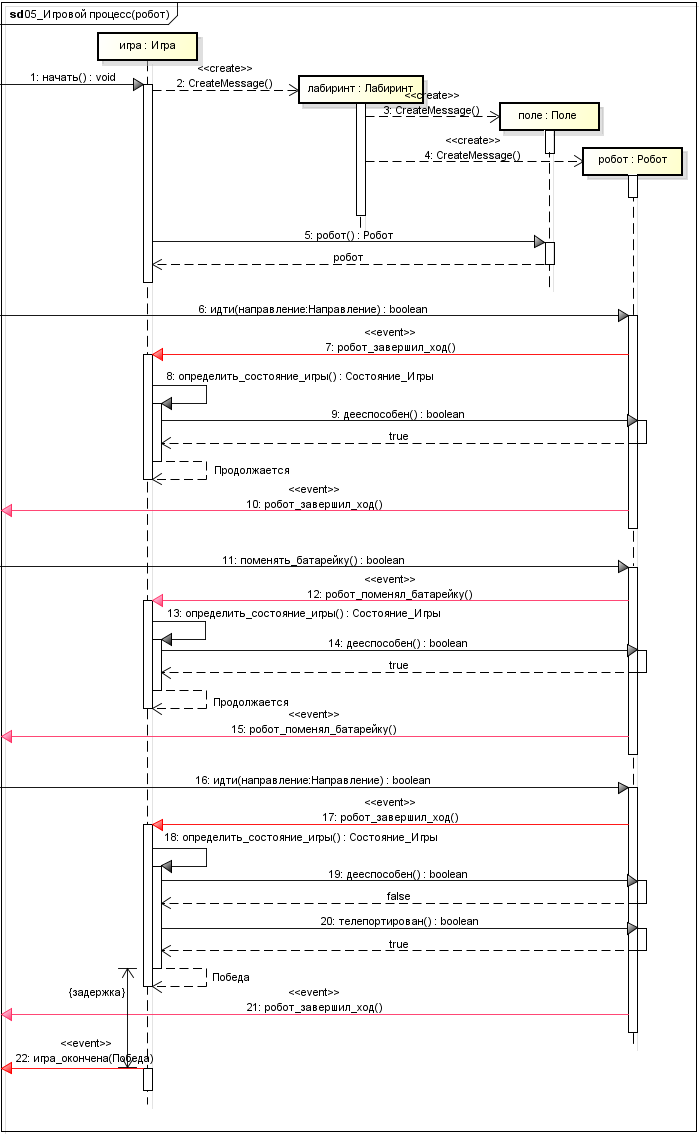 sd05_Игровой процесс(робот)
игра : Игра
1: начать() : void
<<create>>
2: CreateMessage()
лабиринт : Лабиринт
<<create>>
3: CreateMessage()
поле : Поле
<<create>>
4: CreateMessage()
робот : Робот
5: робот() : Робот
робот
6: идти(направление:Направление) : boolean
<<event>>
7: робот_завершил_ход()
8: определить_состояние_игры() : Состояние_Игры
9: дееспособен() : boolean
true
Продолжается
<<event>>
10: робот_завершил_ход()
11: поменять_батарейку() : boolean
<<event>>
12: робот_поменял_батарейку()
13: определить_состояние_игры() : Состояние_Игры
14: дееспособен() : boolean
true
Продолжается
<<event>>
15: робот_поменял_батарейку()
16: идти(направление:Направление) : boolean
<<event>>
17: робот_завершил_ход()
18: определить_состояние_игры() : Состояние_Игры
19: дееспособен() : boolean
false
20: телепортирован() : boolean
true
Победа
{задержка}
<<event>>
21: робот_завершил_ход()
<<event>>
22: игра_окончена(Победа)